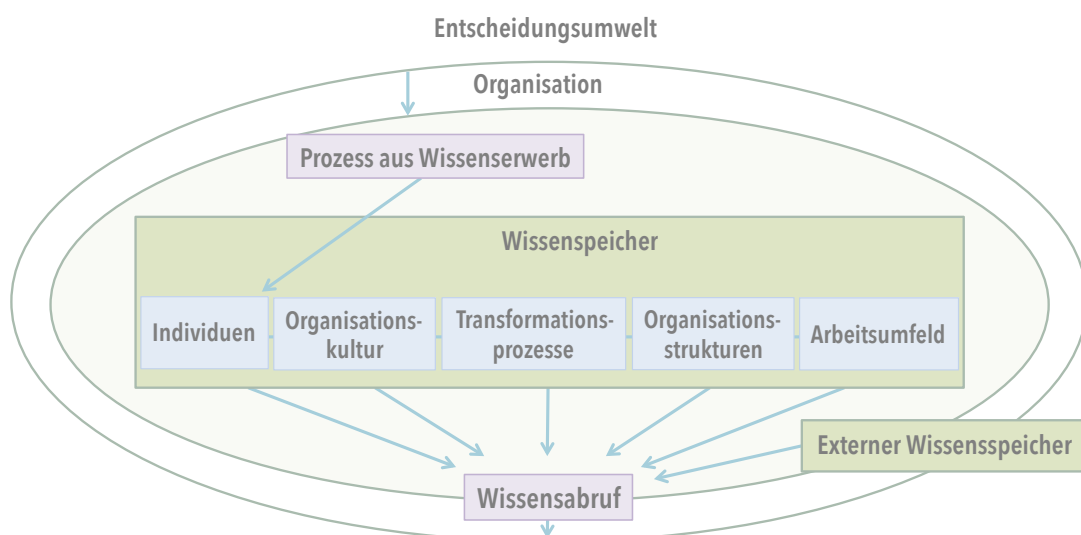 Entscheidungsumwelt
Organisation
Prozess aus Wissenserwerb
Wissenspeicher
Individuen
Organisations-
kultur
Transformations-
prozesse
Organisations-
strukturen
Arbeitsumfeld
Externer Wissensspeicher
Wissensabruf